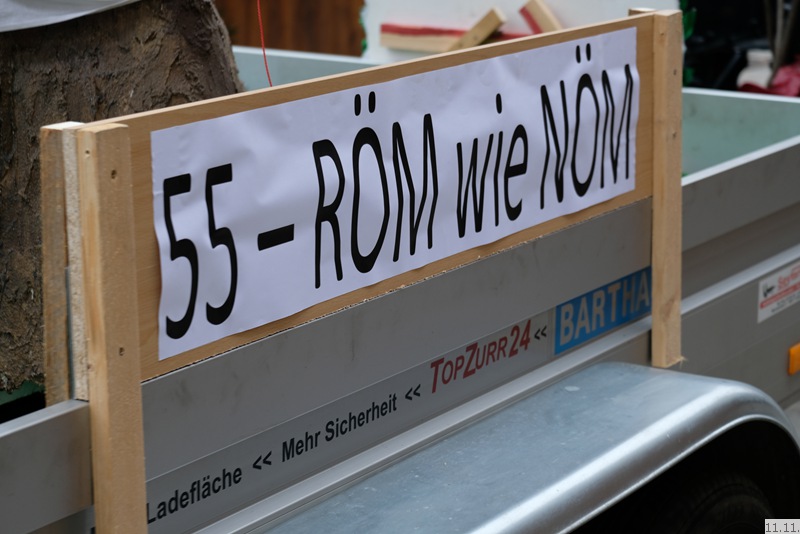 55 – RÖM wie NÖM
Ladefläche << Mehr Sicherheit << TOPZURR24 << BARTHA
11.11.